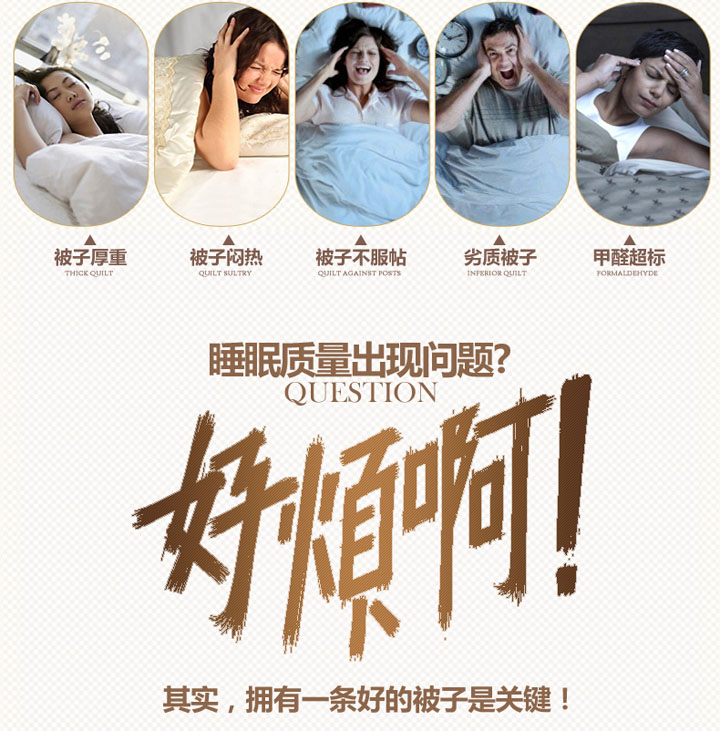 被子厚重 被子闷热 被子不服帖 劣质被子 甲醛超标
THICK QUILT QUILT SULTRY QUILT AGAINST POSTS INFERIOR QUILT FORMALDEHYDE
睡眠质量出现问题?
QUESTION
好烦啊!
其实，拥有一条好的被子是关键！